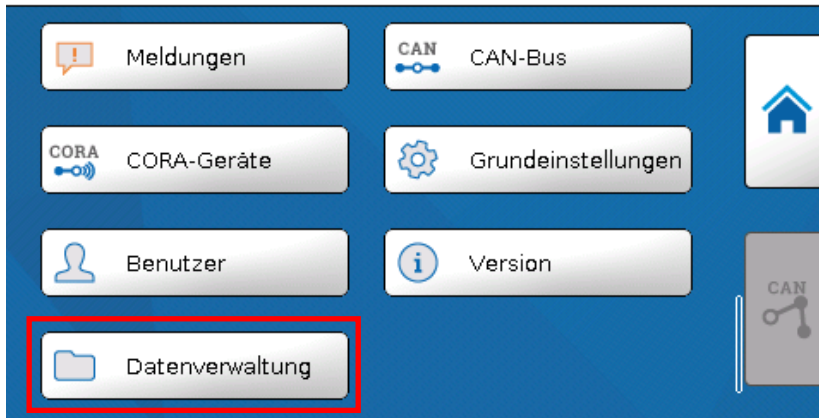 Meldungen
CAN
CAN-Bus
CORA
CORA-Geräte
Grundeinstellungen
Benutzer
i
Version
CAN
Datenverwaltung